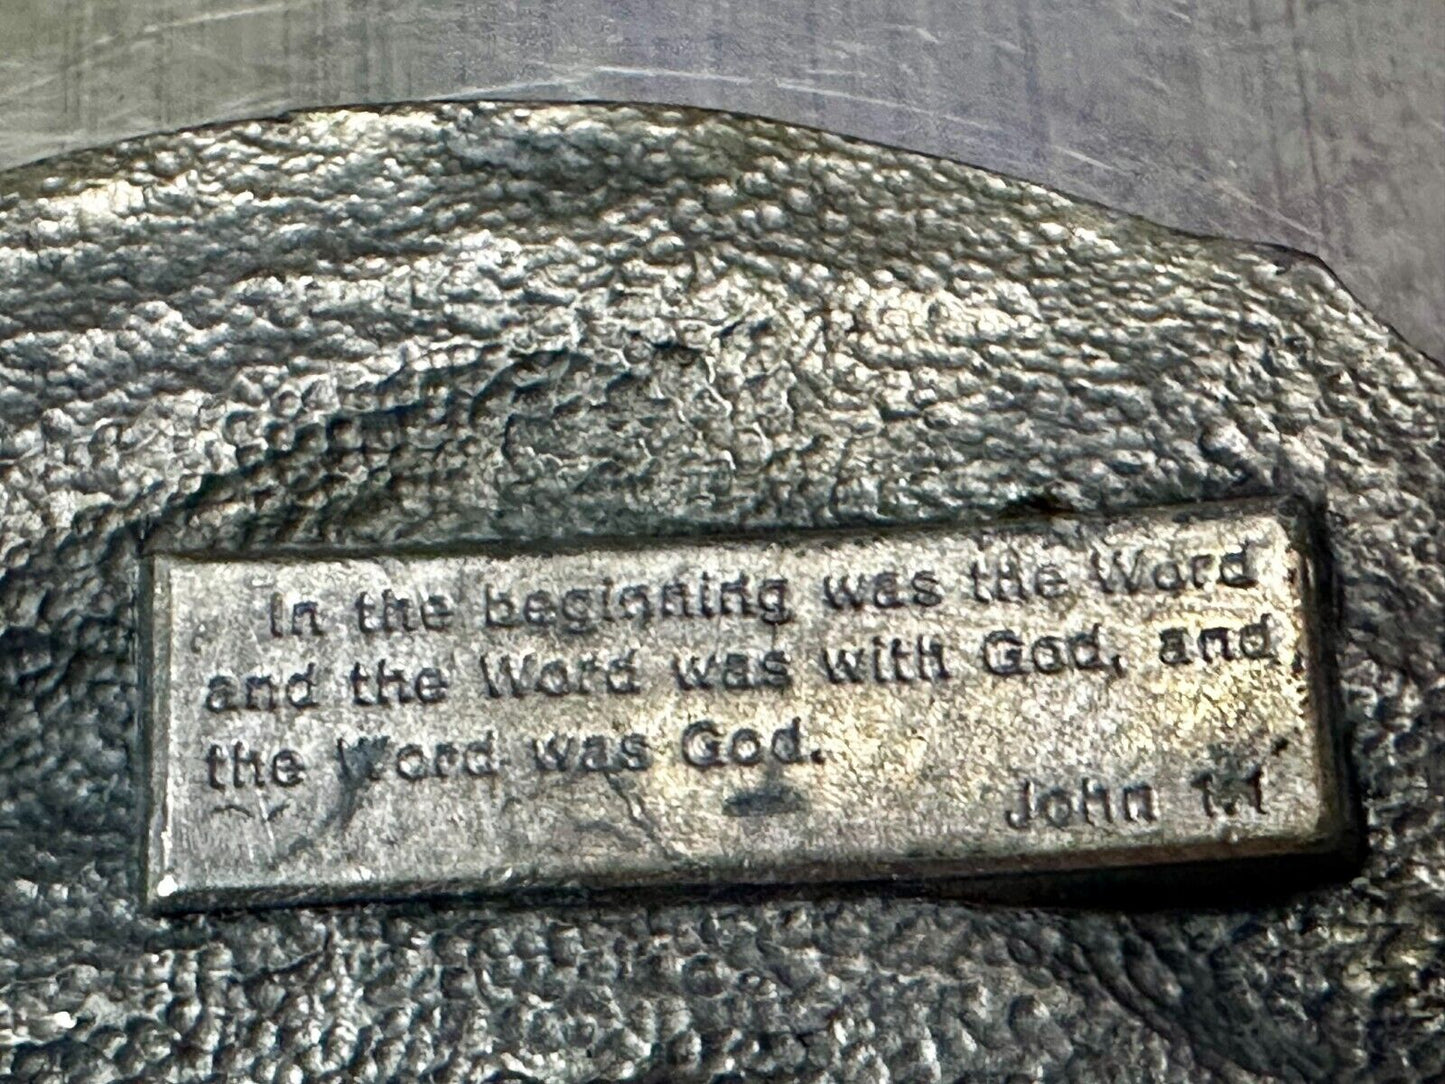 In the beginning was the Word,
and the Word was with God, and
the Word was God.
John 1:1